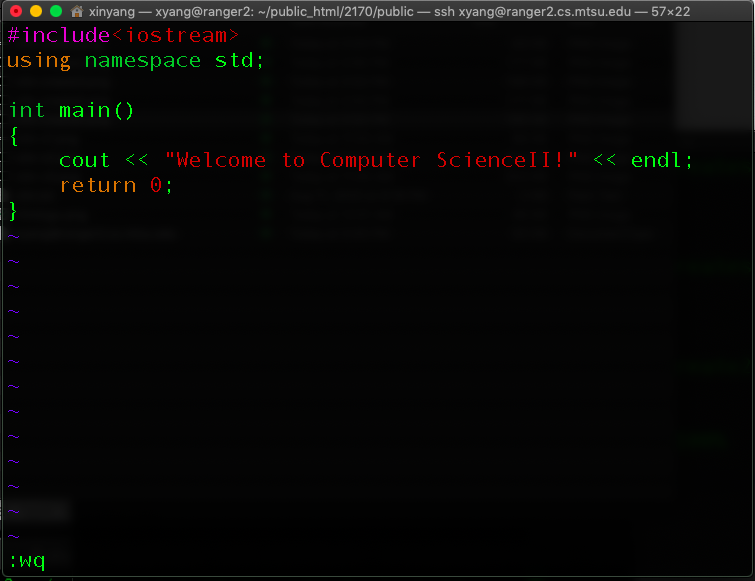 xinyang — xyang@ranger2: ~/public_html/2170/public — ssh xyang@ranger2.cs.mtsu.edu — 57×22
#include<iostream>
using namespace std;
int main()
{
    cout << "Welcome to Computer ScienceII!" << endl;
    return 0;
}
~
~
~
~
~
~
~
~
~
~
~
~
~
:wq